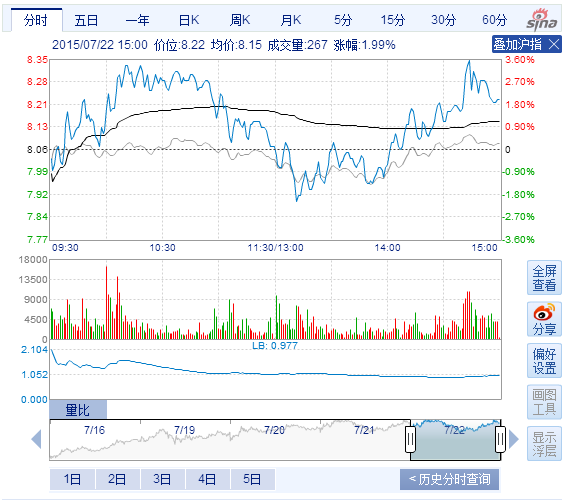 分时 五日 一年 日K 周K 月K 5分 15分 30分 60分 sina
2015/07/22 15:00 价位:8.22 均价:8.15 成交量:267 涨幅:1.99% 叠加沪指
8.35 3.60%
8.28 2.70%
8.21 1.80%
8.13 0.90%
8.06 0
7.99 -0.90%
7.92 -1.80%
7.84 -2.70%
7.77 -3.60%
09:30 10:30 11:30/13:00 14:00 15:00
18000
13500
9000
4500
0
全屏
查看
分享
偏好
设置
画图
工具
显示
浮层
LB: 0.977
2.104
1.052
0.000
量比
7/16 7/19 7/20 7/21 7/22
1日 2日 3日 4日 5日 <历史分时查询